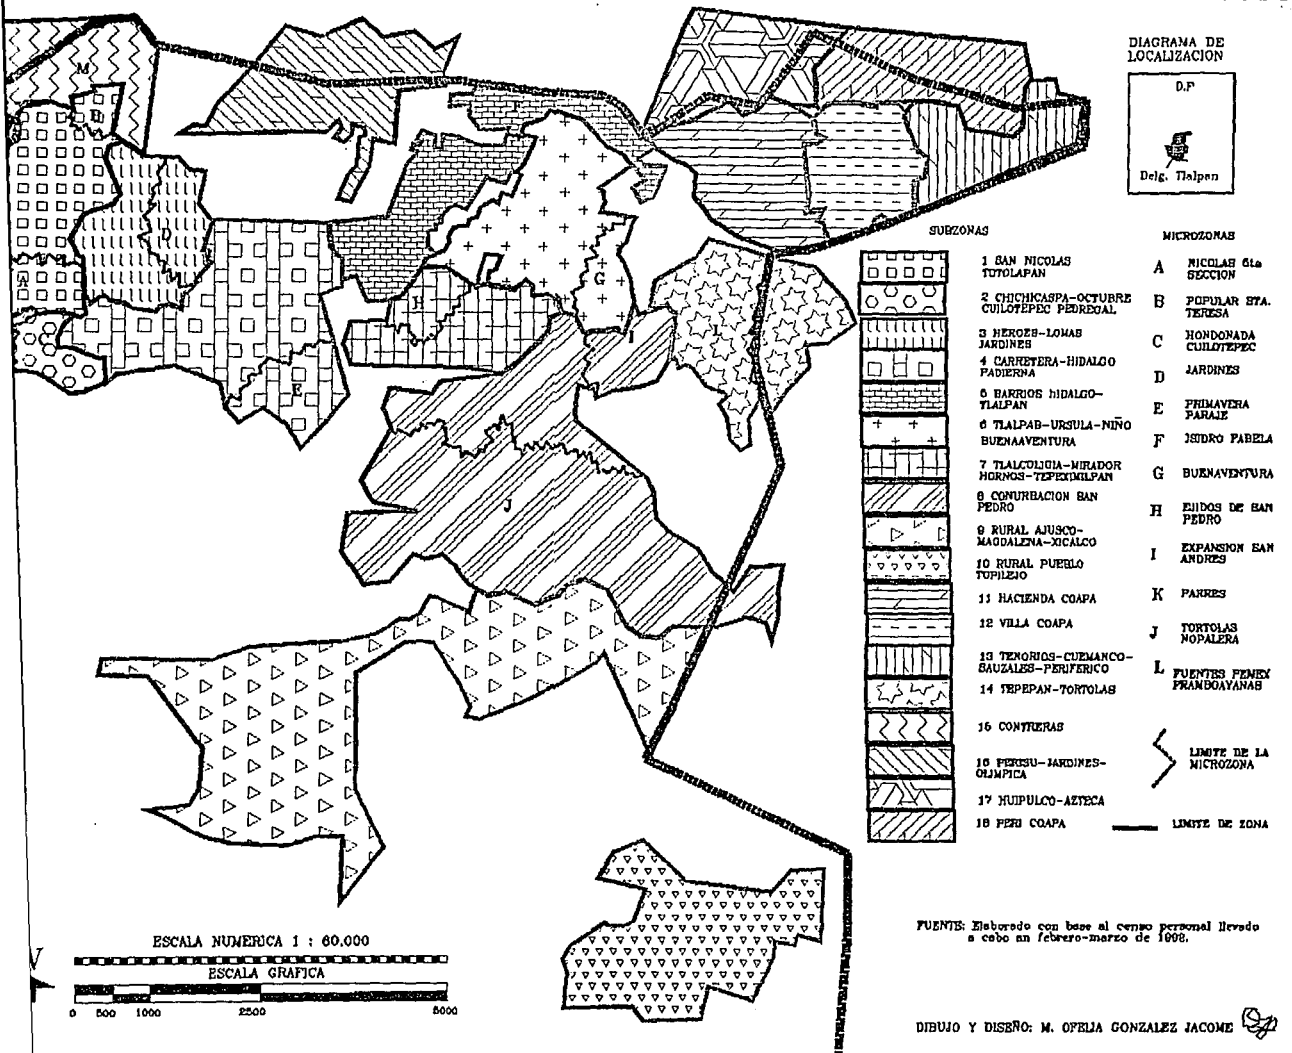 DIAGRAMA DE
LOCALIZACION
D.F
Delg. Tlalpan
M
B
D
A
E
H
G
I
J
L
SUBZONAS
1 SAN NICOLAS
TOTOLAPAN
2 CHICHICASPA-OCTUBRE
CUILOTEPEC PEDREGAL
3 HEROES-LOMAS
JARDINES
4 CARRETERA-HIDALGO
PADIERNA
5 BARRIOS HIDALGO-
TLALPAN
6 TLALPAB-URSULA-NIÑO
BUENAAVENTURA
7 TLALCOLIGIA-MIRADOR
HORNOS-TEPEXIMILPAN
8 CONURBACION SAN
PEDRO
9 RURAL AJUSCO-
MAGDALENA-XICALCO
10 RURAL PUEBLO
TOPILEJO
11 HACIENDA COAPA
12 VILLA COAPA
13 TENORIOS-CUEMANCO-
SAUZALES-PERIFERICO
14 TEPEPAN-TORTOLAS
15 CONTRERAS
16 PERISU-JARDINES-
OLIMPICA
17 HUIPULCO-AZTECA
18 PERI COAPA
MICROZONAS
A NICOLAS 6ta
SECCION
B POPULAR STA.
TERESA
C HONDONADA
CUILOTEPEC
D JARDINES
E PRIMAVERA
PARAJE
F ISIDRO FABELA
G BUENAVENTURA
H EJIDOS DE SAN
PEDRO
I EXPANSION SAN
ANDRES
K PARRES
J TORTOLAS
NOPALERA
L FUENTES PEMEX
FRAMBOAYANAS
LIMITE DE LA
MICROZONA
LIMITE DE ZONA
ESCALA NUMERICA 1 : 60.000
ESCALA GRAFICA
0 500 1000 2500 5000
FUENTE: Elaborado con base al censo personal llevado
a cabo en febrero-marzo de 1998.
DIBUJO Y DISEÑO: M. OFELIA GONZALEZ JACOME